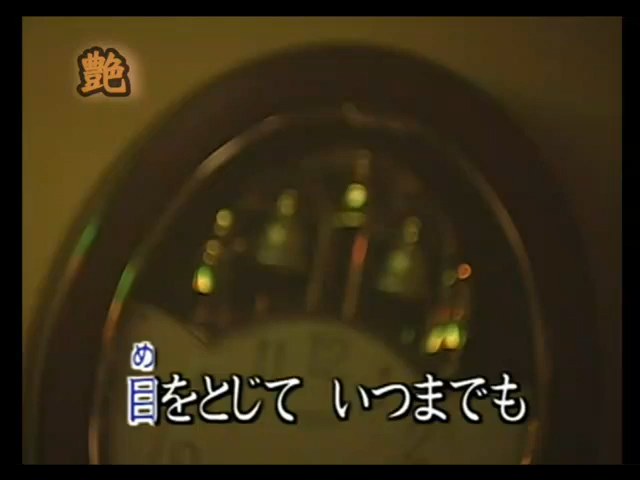 艶
め
目をとじて いつまでも